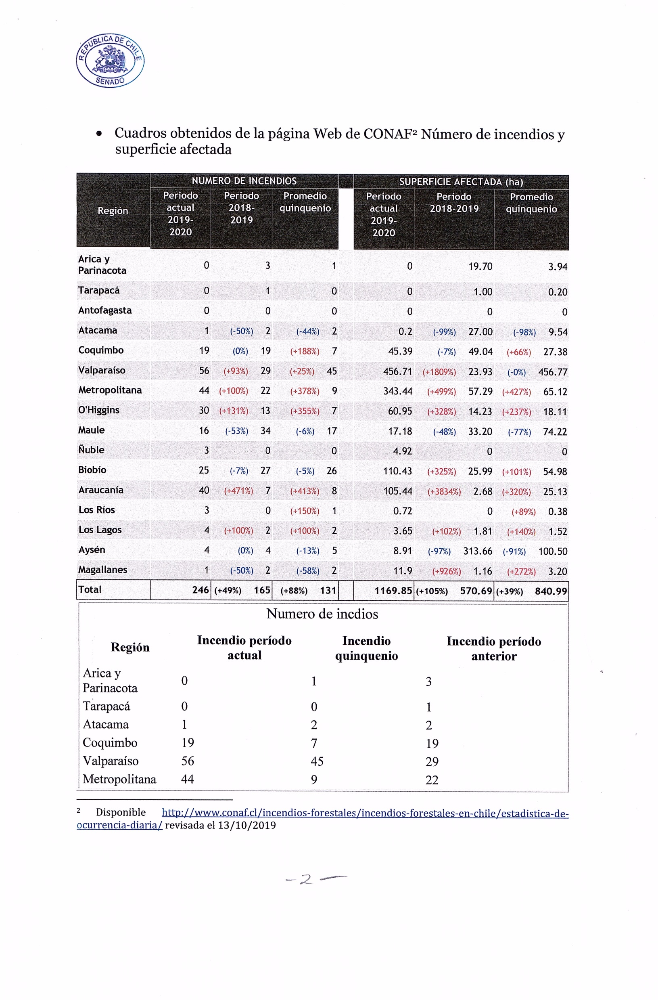 REPUBLICA DE CHILE
SENADO
• Cuadros obtenidos de la página Web de CONAF² Número de incendios y
superficie afectada
NUMERO DE INCENDIOS SUPERFICIE AFECTADA (ha)
Región Periodo actual 2019-2020 Periodo 2018-2019 Promedio quinquenio Periodo actual 2019-2020 Periodo 2018-2019 Promedio quinquenio
Arica y Parinacota 0 3 1 0 19.70 3.94
Tarapacá 0 1 0 0 1.00 0.20
Antofagasta 0 0 0 0 0 0
Atacama 1 (-50%) 2 (-44%) 2 0.2 (-99%) 27.00 (-98%) 9.54
Coquimbo 19 (0%) 19 (+188%) 7 45.39 (-7%) 49.04 (+66%) 27.38
Valparaíso 56 (+93%) 29 (+25%) 45 456.71 (+1809%) 23.93 (-0%) 456.77
Metropolitana 44 (+100%) 22 (+378%) 9 343.44 (+499%) 57.29 (+427%) 65.12
O'Higgins 30 (+131%) 13 (+355%) 7 60.95 (+328%) 14.23 (+237%) 18.11
Maule 16 (-53%) 34 (-6%) 17 17.18 (-48%) 33.20 (-77%) 74.22
Ñuble 3 0 0 4.92 0 0
Biobío 25 (-7%) 27 (-5%) 26 110.43 (+325%) 25.99 (+101%) 54.98
Araucanía 40 (+471%) 7 (+413%) 8 105.44 (+3834%) 2.68 (+320%) 25.13
Los Ríos 3 0 (+150%) 1 0.72 0 (+89%) 0.38
Los Lagos 4 (+100%) 2 (+100%) 2 3.65 (+102%) 1.81 (+140%) 1.52
Aysén 4 (0%) 4 (-13%) 5 8.91 (-97%) 313.66 (-91%) 100.50
Magallanes 1 (-50%) 2 (-58%) 2 11.9 (+926%) 1.16 (+272%) 3.20
Total 246 (+49%) 165 (+88%) 131 1169.85 (+105%) 570.69 (+39%) 840.99
Numero de incdios
Región Incendio período actual Incendio quinquenio Incendio período anterior
Arica y Parinacota 0 1 3
Tarapacá 0 0 1
Atacama 1 2 2
Coquimbo 19 7 19
Valparaíso 56 45 29
Metropolitana 44 9 22
² Disponible http://www.conaf.cl/incendios-forestales/incendios-forestales-en-chile/estadistica-de-
ocurrencia-diaria/ revisada el 13/10/2019
- 2 -